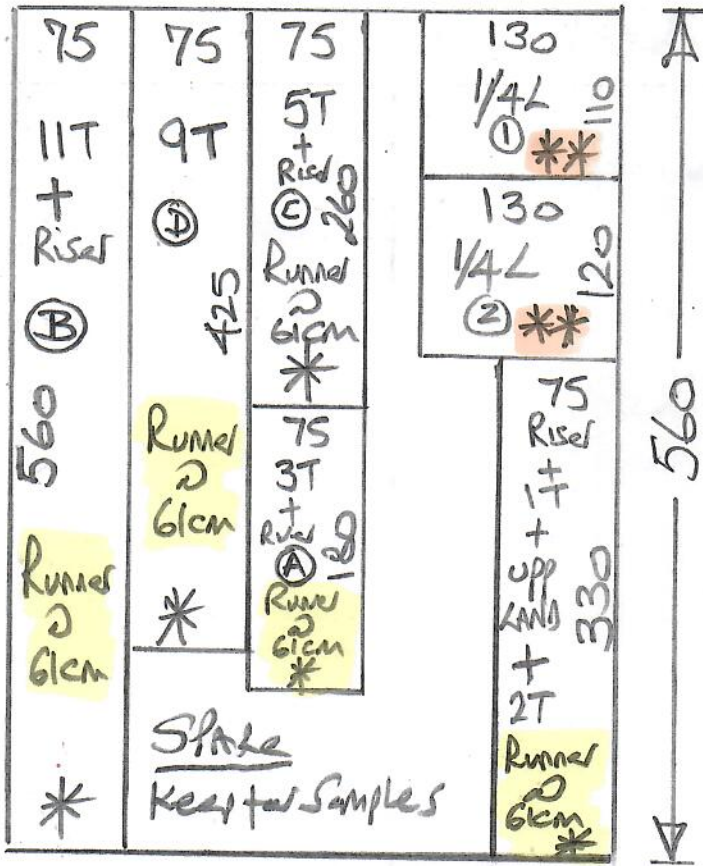 75
11T
+
Riser
B
560
Runner
@
61cm
*
75
9T
D
425
Runner
@
61cm
*
75
5T
+
Riser
C
260
Runner
@
61cm
*
75
3T
+
Riser
A
Runner
@
61cm
*
130
1/4L
110
1 **
130
1/4L
120
2 **
75
Riser
+
1T
+
UPP
LAND
330
+
2T
Runner
@
61cm
*
560
SPARE
Keep for Samples